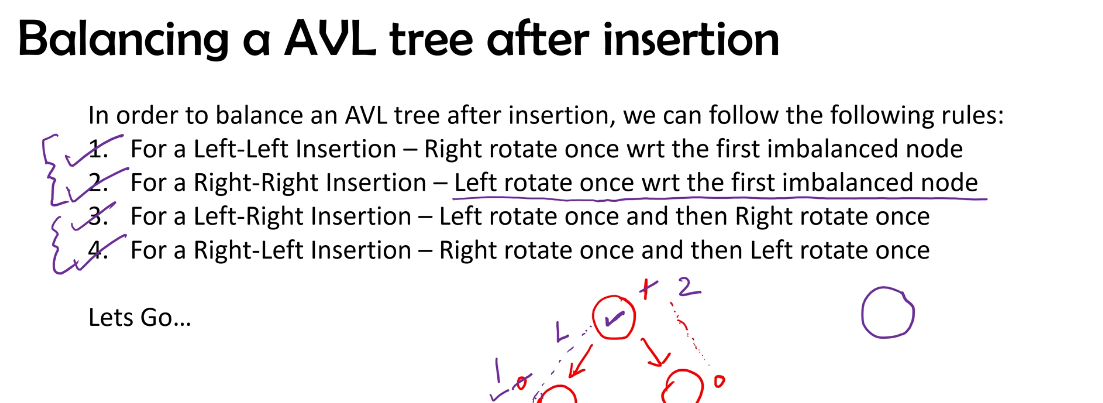 Balancing a AVL tree after insertion
In order to balance an AVL tree after insertion, we can follow the following rules:
1. For a Left-Left Insertion – Right rotate once wrt the first imbalanced node
2. For a Right-Right Insertion – Left rotate once wrt the first imbalanced node
3. For a Left-Right Insertion – Left rotate once and then Right rotate once
4. For a Right-Left Insertion – Right rotate once and then Left rotate once
Lets Go...
+ 2
L
0